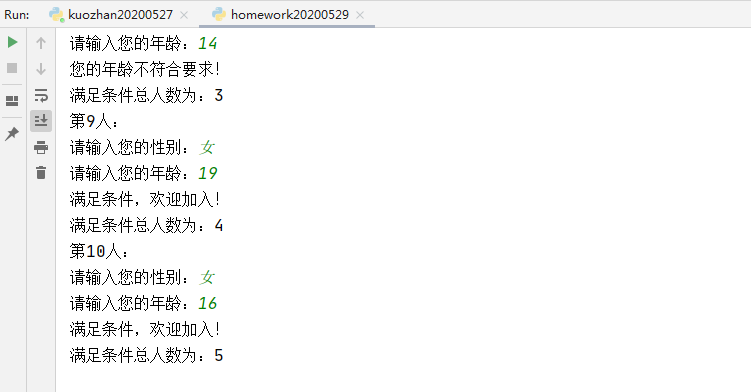 Run: kuozhan20200527 homework20200529
请输入您的年龄：14
您的年龄不符合要求!
满足条件总人数为：3
第9人：
请输入您的性别：女
请输入您的年龄：19
满足条件，欢迎加入!
满足条件总人数为：4
第10人：
请输入您的性别：女
请输入您的年龄：16
满足条件，欢迎加入!
满足条件总人数为：5